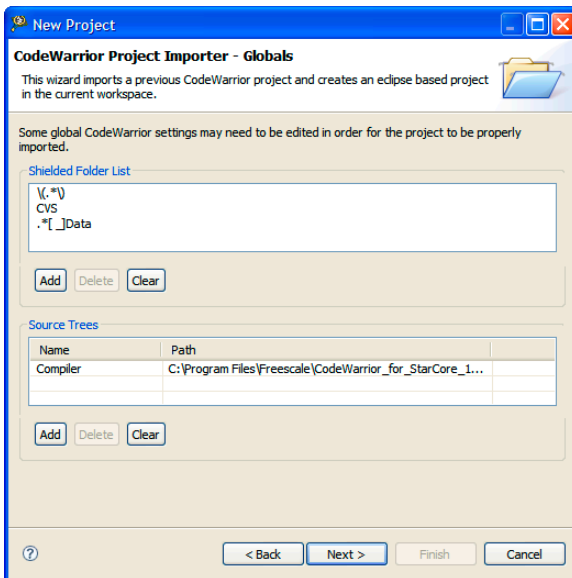 New Project
CodeWarrior Project Importer - Globals
This wizard imports a previous CodeWarrior project and creates an eclipse based project
in the current workspace.
Some global CodeWarrior settings may need to be edited in order for the project to be properly
imported.
Shielded Folder List
\(.*\)
CVS
.*[ _]Data
Add Delete Clear
Source Trees
Name Path
Compiler C:\Program Files\Freescale\CodeWarrior_for_StarCore_1...
Add Delete Clear
? < Back Next > Finish Cancel